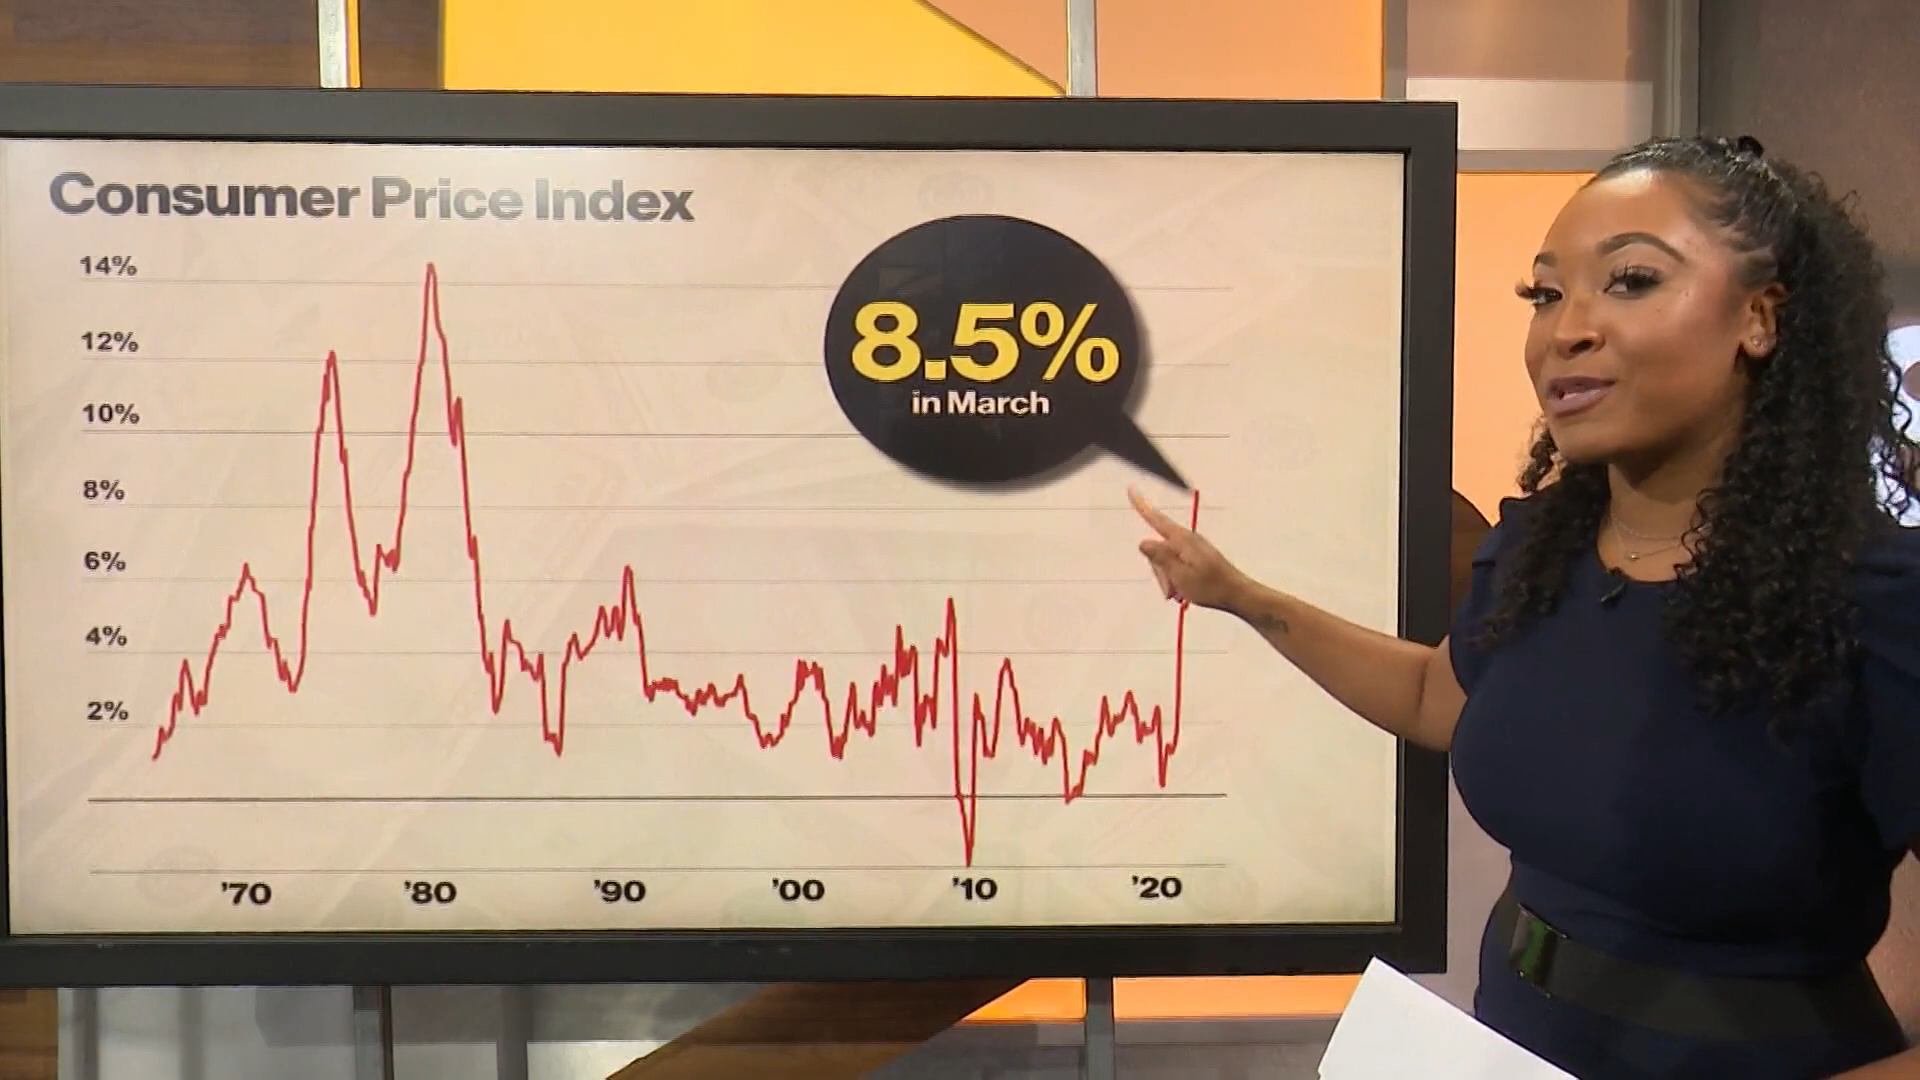 Consumer Price Index
14%
12%
10%
8%
6%
4%
2%
8.5%
in March
'70 '80 '90 '00 '10 '20